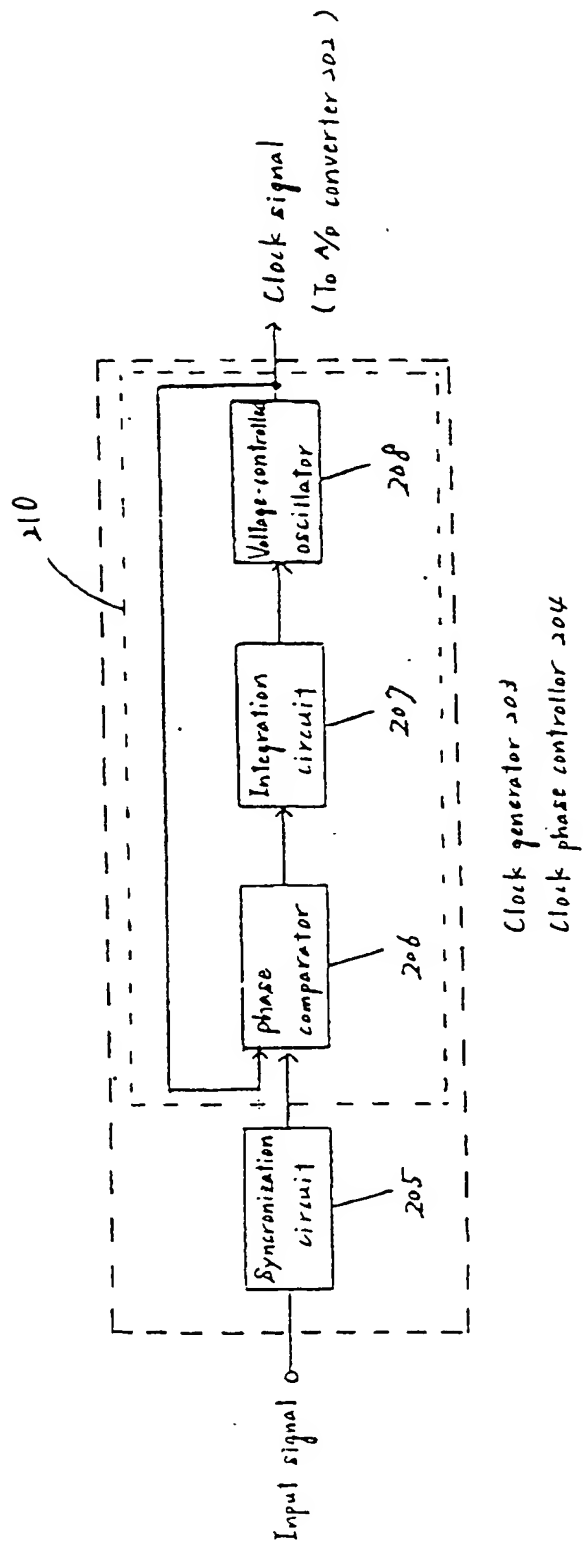 210
Input signal
Syncronization
circuit
205
phase
comparator
206
Integration
circuit
207
Voltage-controlled
oscillator
208
Clock signal
(To A/D converter 202)
Clock generator 203
Clock phase controllor 204